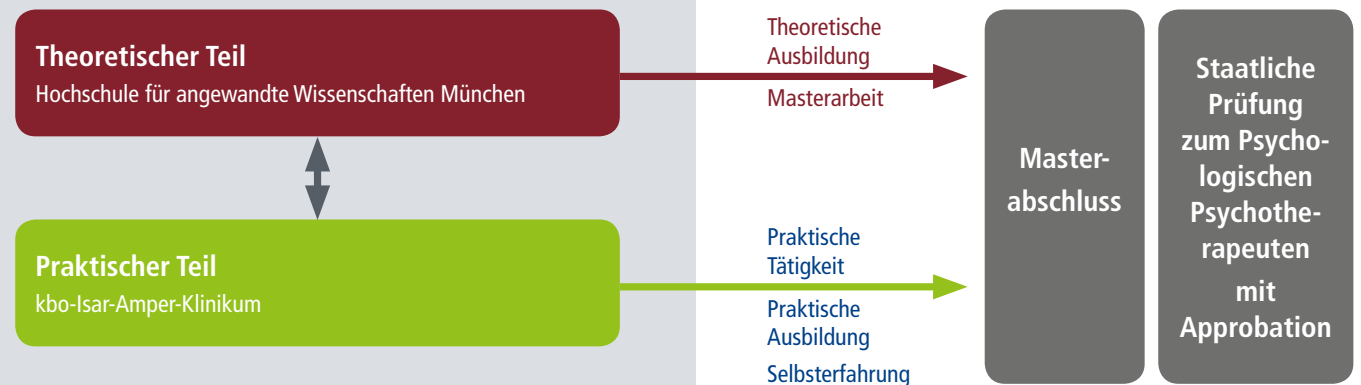 Theoretischer Teil
Hochschule für angewandte Wissenschaften München
Theoretische
Ausbildung
Masterarbeit
Praktischer Teil
kbo-Isar-Amper-Klinikum
Praktische
Tätigkeit
Praktische
Ausbildung
Selbsterfahrung
Master-
abschluss
Staatliche
Prüfung
zum Psycho-
logischen
Psychothe-
rapeuten
mit
Approbation